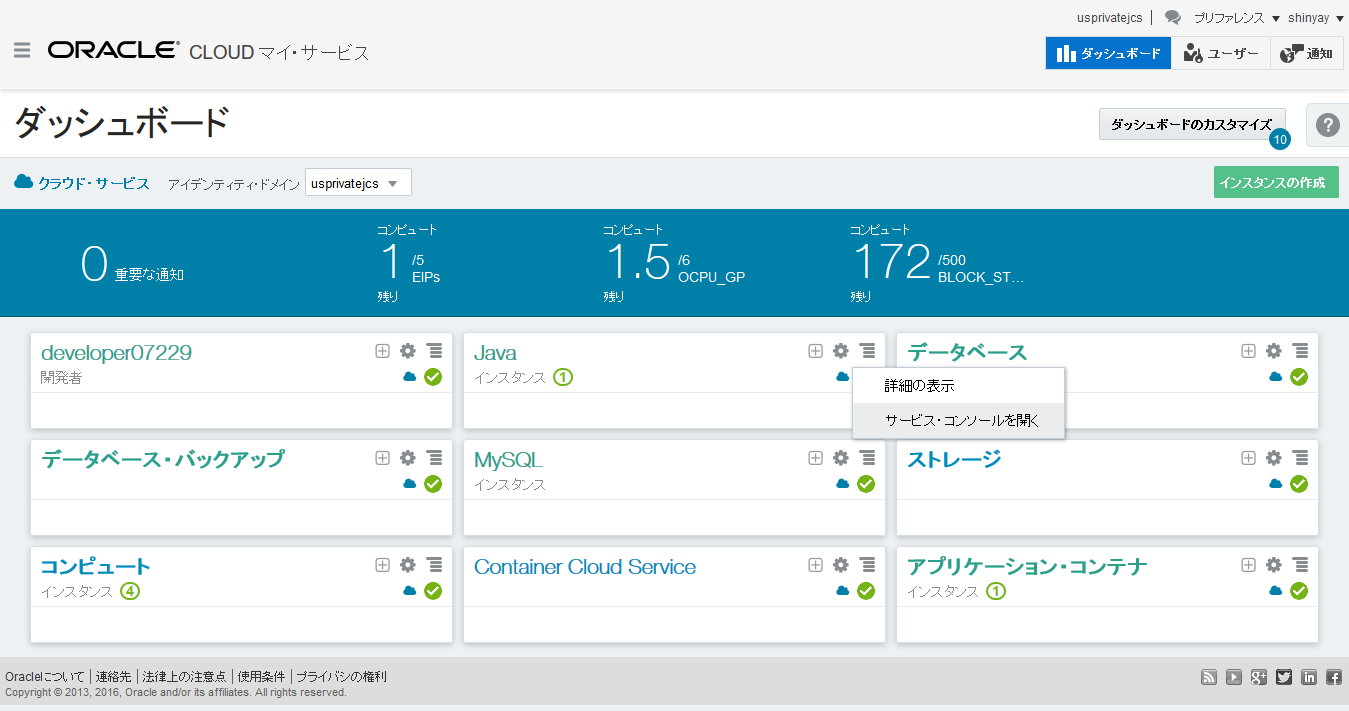 usprivatejcs プリファレンス shinyay
ORACLE CLOUD マイ・サービス
ダッシュボード ユーザー 通知
ダッシュボード
ダッシュボードのカスタマイズ
10
クラウド・サービス アイデンティティ・ドメイン usprivatejcs インスタンスの作成
0 重要な通知
コンピュート
1 /5 EIPs
残り
コンピュート
1.5 /6 OCPU_GP
残り
コンピュート
172 /500 BLOCK_ST...
残り
developer07229
開発者
Java
インスタンス 1
データベース
詳細の表示
サービス・コンソールを開く
データベース・バックアップ
MySQL
インスタンス
ストレージ
コンピュート
インスタンス 4
Container Cloud Service
アプリケーション・コンテナ
インスタンス 1
Oracleについて | 連絡先 | 法律上の注意点 | 使用条件 | プライバシの権利
Copyright © 2013, 2016, Oracle and/or its affiliates. All rights reserved.